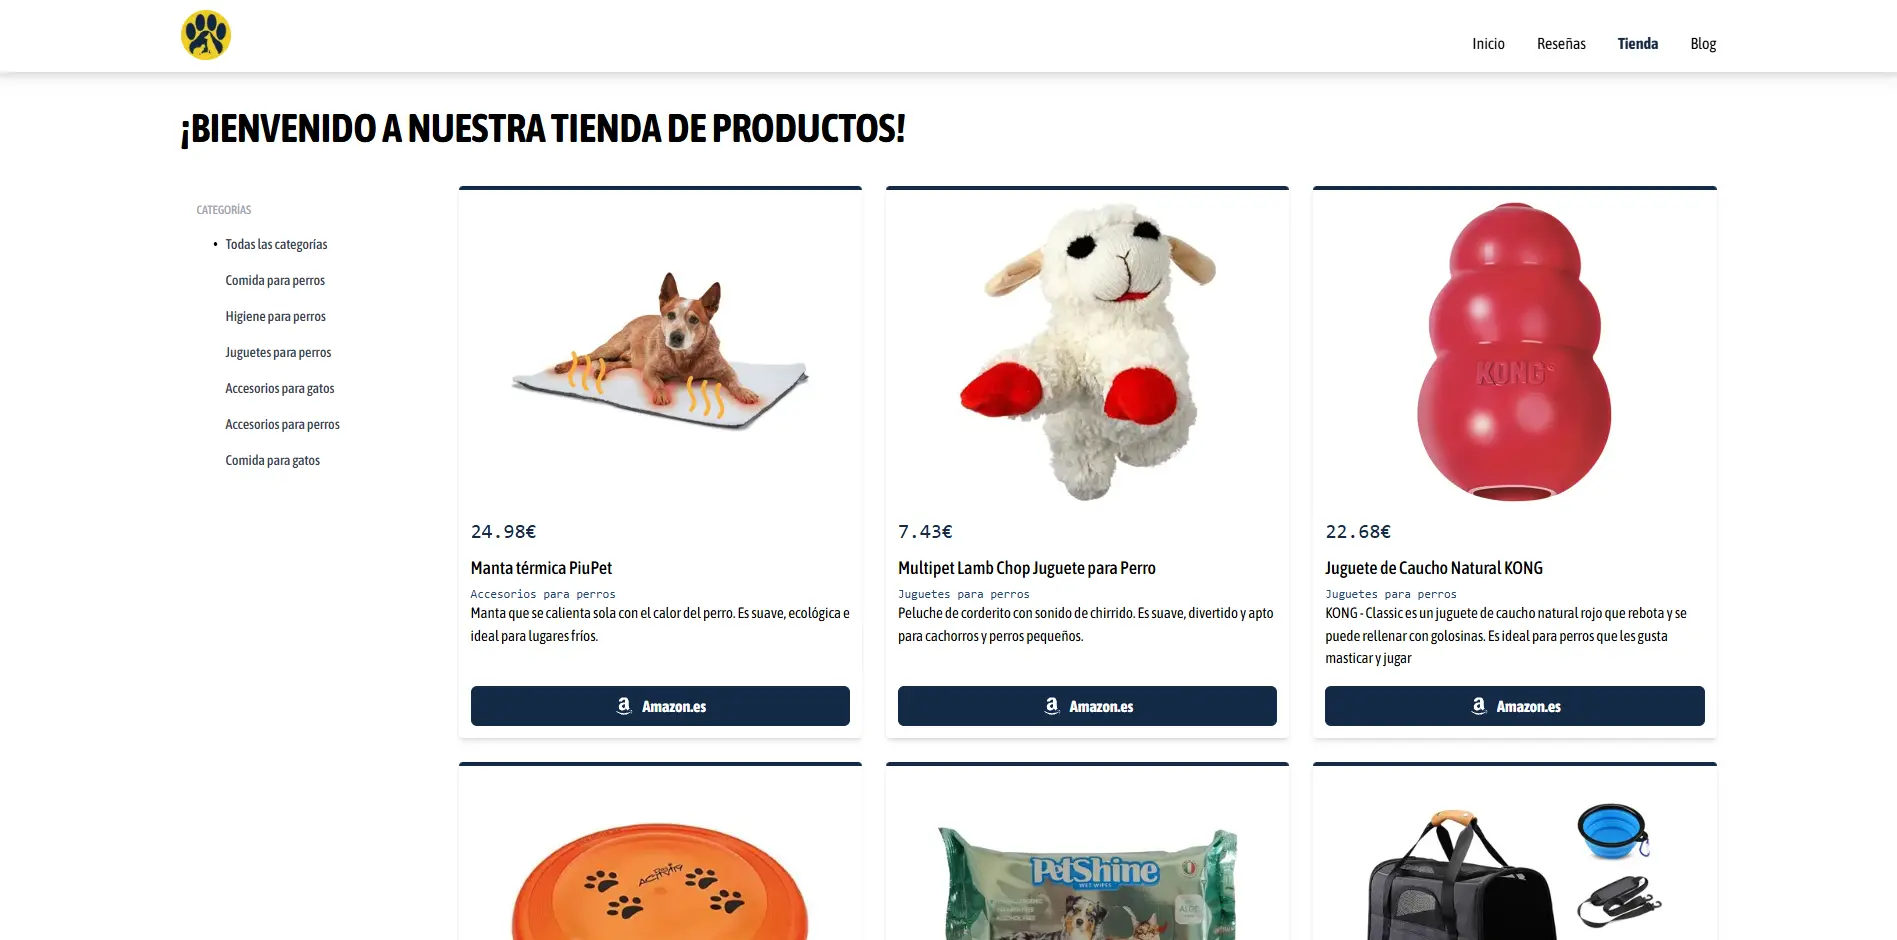 Inicio
Reseñas
Tienda
Blog
¡BIENVENIDO A NUESTRA TIENDA DE PRODUCTOS!
CATEGORÍAS
Todas las categorías
Comida para perros
Higiene para perros
Juguetes para perros
Accesorios para gatos
Accesorios para perros
Comida para gatos
24.98€
Manta térmica PiuPet
Accesorios para perros
Manta que se calienta sola con el calor del perro. Es suave, ecológica e
ideal para lugares fríos.
Amazon.es
KONG
7.43€
Multipet Lamb Chop Juguete para Perro
Juguetes para perros
Peluche de corderito con sonido de chirrido. Es suave, divertido y apto
para cachorros y perros pequeños.
Amazon.es
22.68€
Juguete de Caucho Natural KONG
Juguetes para perros
KONG - Classic es un juguete de caucho natural rojo que rebota y se
puede rellenar con golosinas. Es ideal para perros que les gusta
masticar y jugar
Amazon.es
ACTIVITY
PetShine
WET WIPES
ALOE